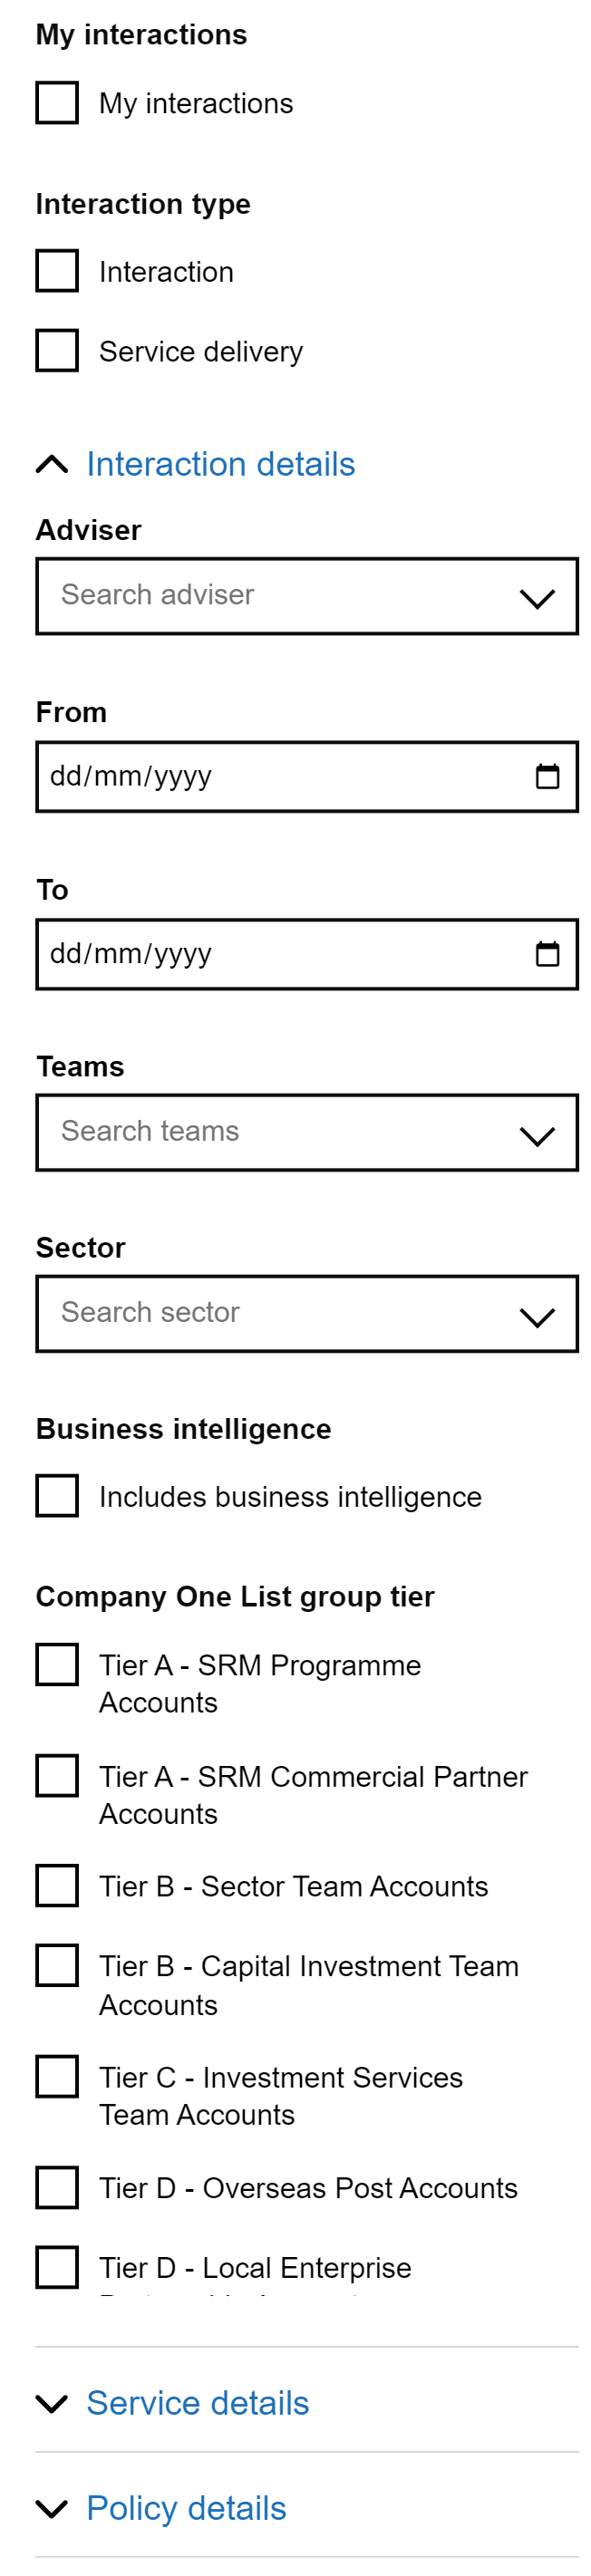 My interactions
My interactions
Interaction type
Interaction
Service delivery
Interaction details
Adviser
Search adviser
From
dd/mm/yyyy
To
dd/mm/yyyy
Teams
Search teams
Sector
Search sector
Business intelligence
Includes business intelligence
Company One List group tier
Tier A - SRM Programme
Accounts
Tier A - SRM Commercial Partner
Accounts
Tier B - Sector Team Accounts
Tier B - Capital Investment Team
Accounts
Tier C - Investment Services
Team Accounts
Tier D - Overseas Post Accounts
Tier D - Local Enterprise
Service details
Policy details